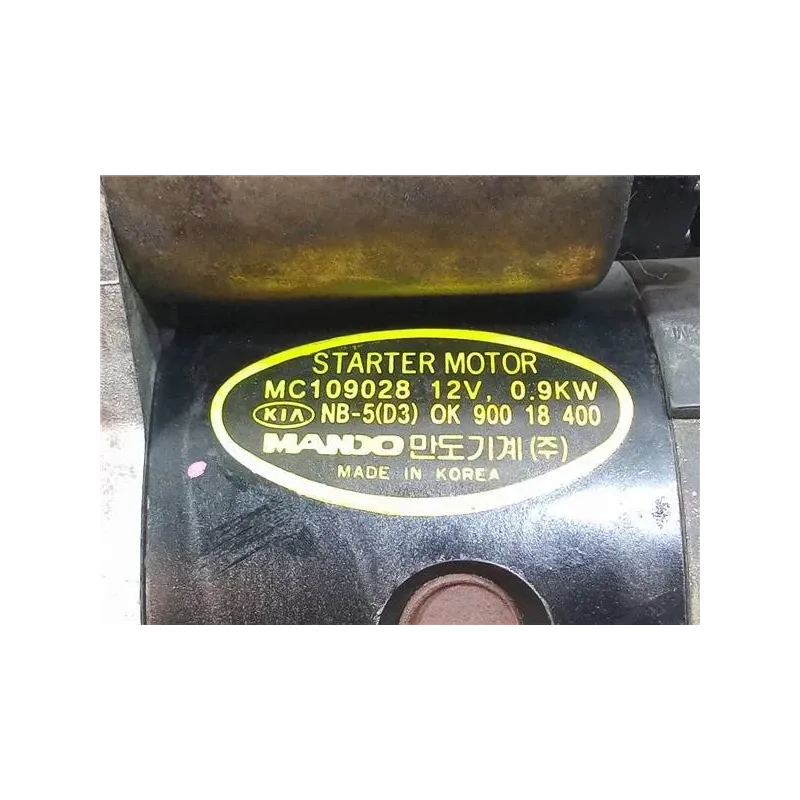 STARTER MOTOR
MC109028 12V, 0.9KW
KIA NB-5(D3) OK 900 18 400
MANDO 만도기계(주)
MADE IN KOREA